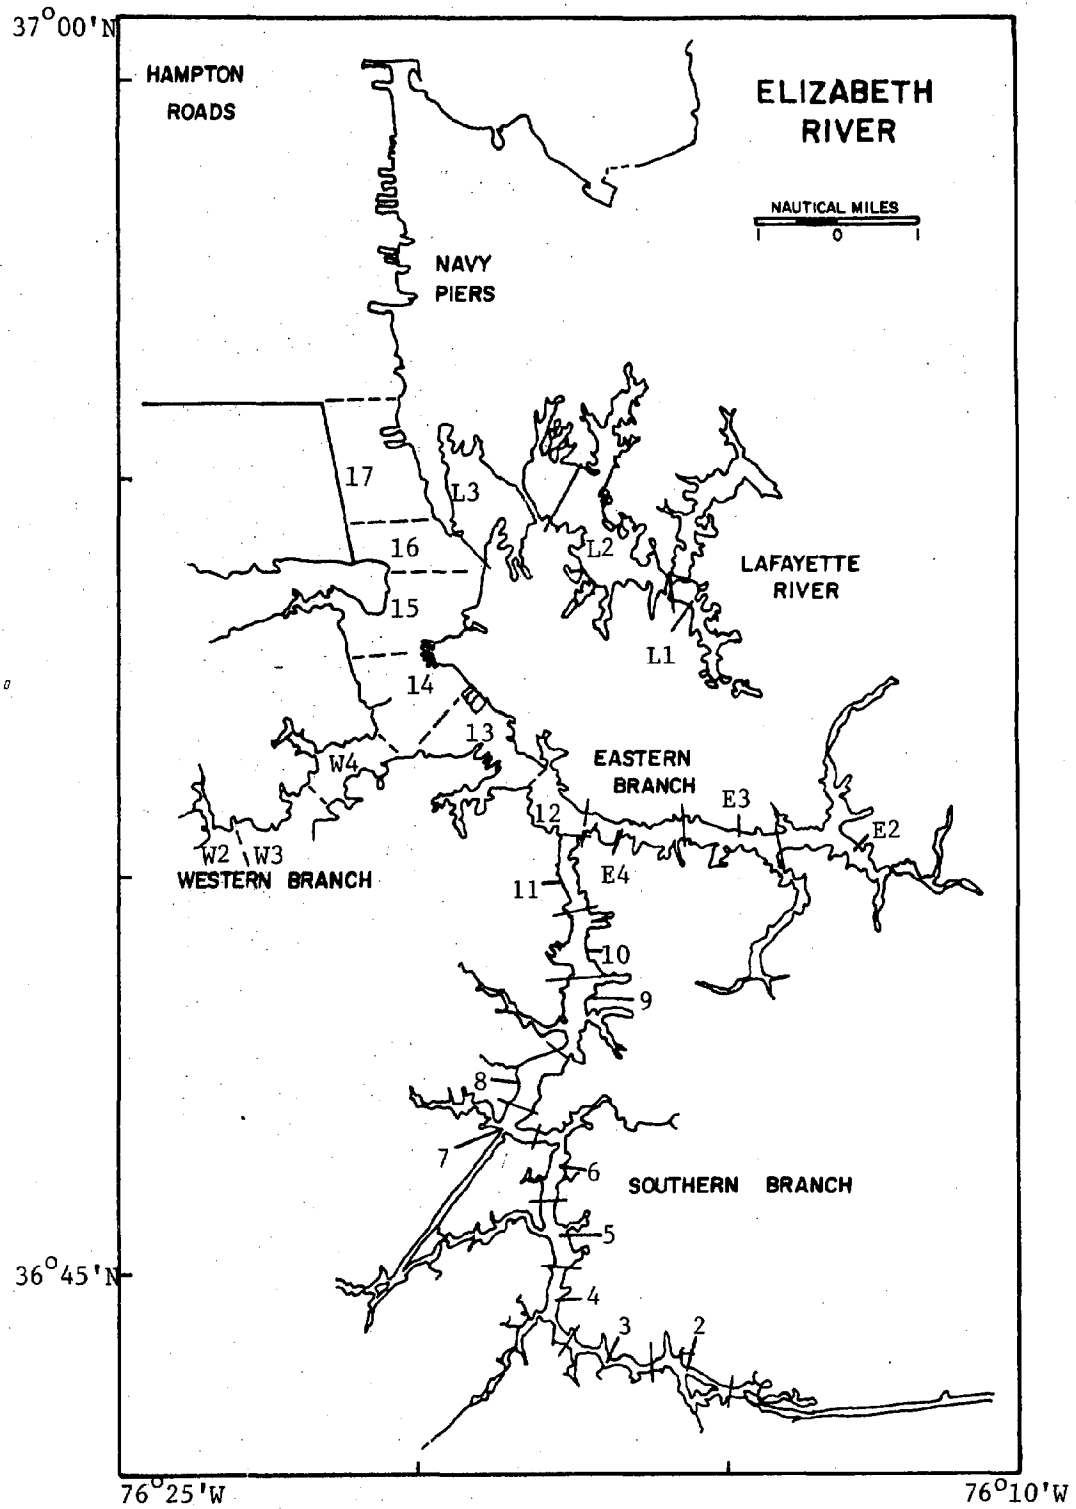 37°00'N
HAMPTON
ROADS
ELIZABETH
RIVER
NAUTICAL MILES
1 0 1
NAVY
PIERS
17
L3
16
L2
LAFAYETTE
RIVER
15
L1
14
13
W4
EASTERN
BRANCH
E3
12
E2
W2 W3
E4
WESTERN BRANCH
11
10
9
8
7
6
SOUTHERN BRANCH
5
36°45'N
4
3
2
76°25'W
76°10'W